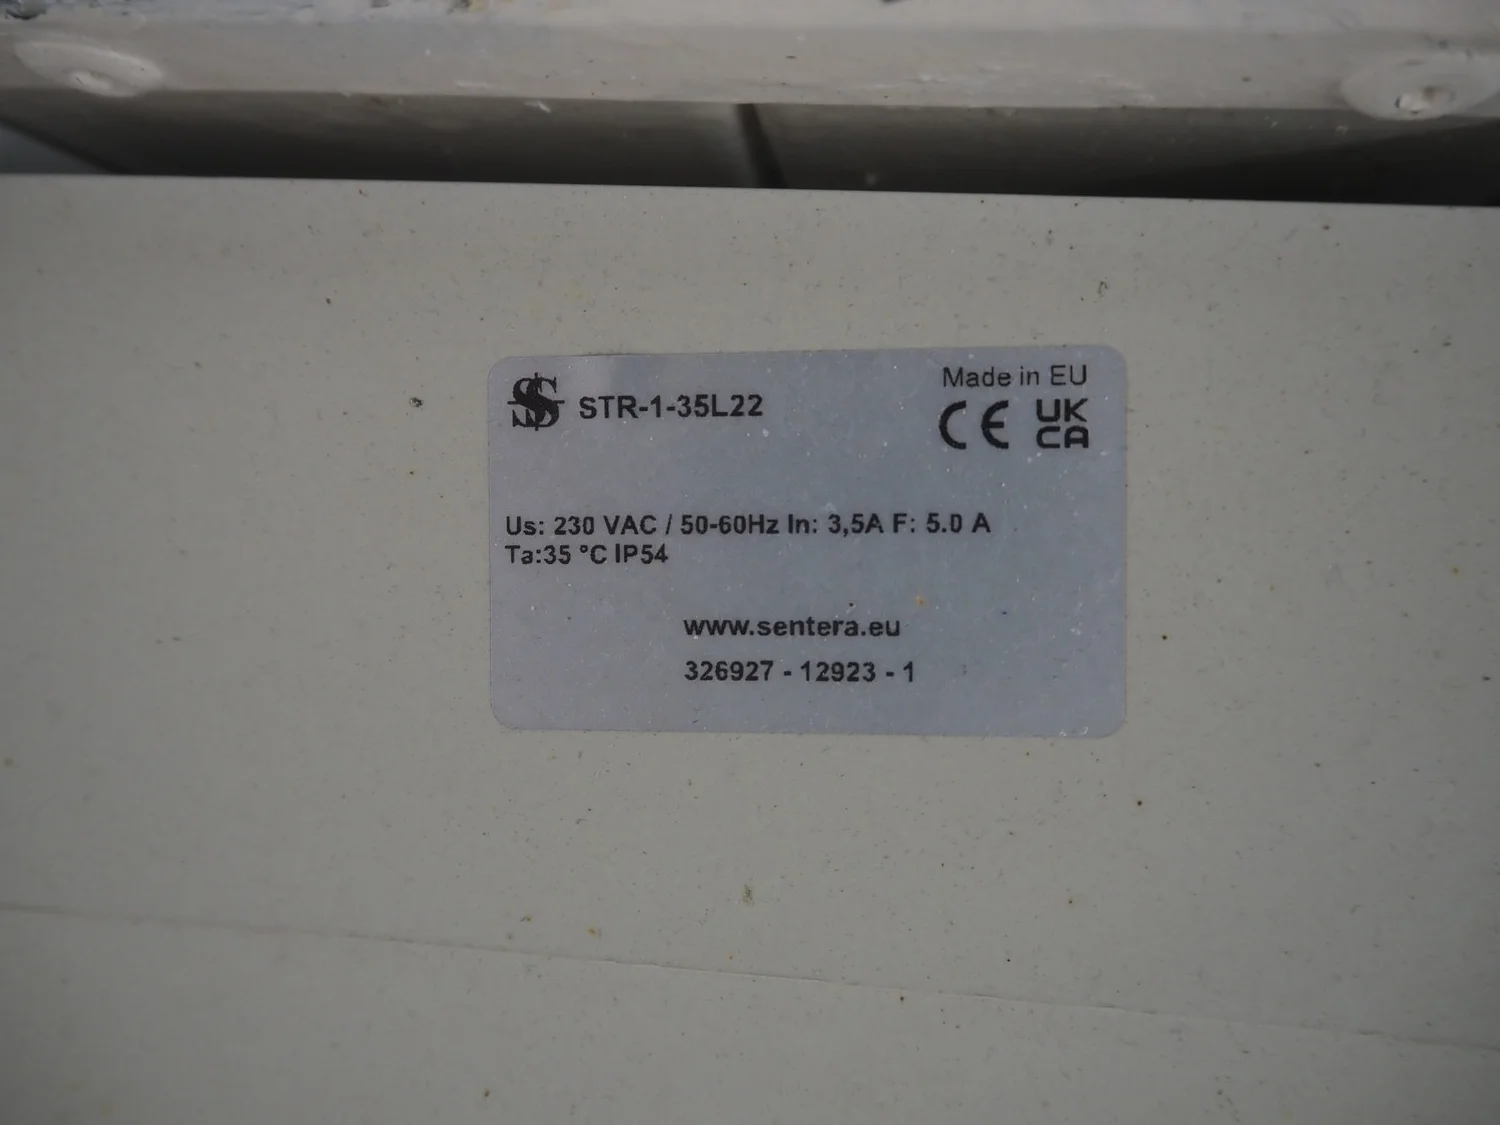 STR-1-35L22
Made in EU
CE UK
CA
Us: 230 VAC / 50-60Hz In: 3,5A F: 5.0 A
Ta:35 °C IP54
www.sentera.eu
326927 - 12923 - 1